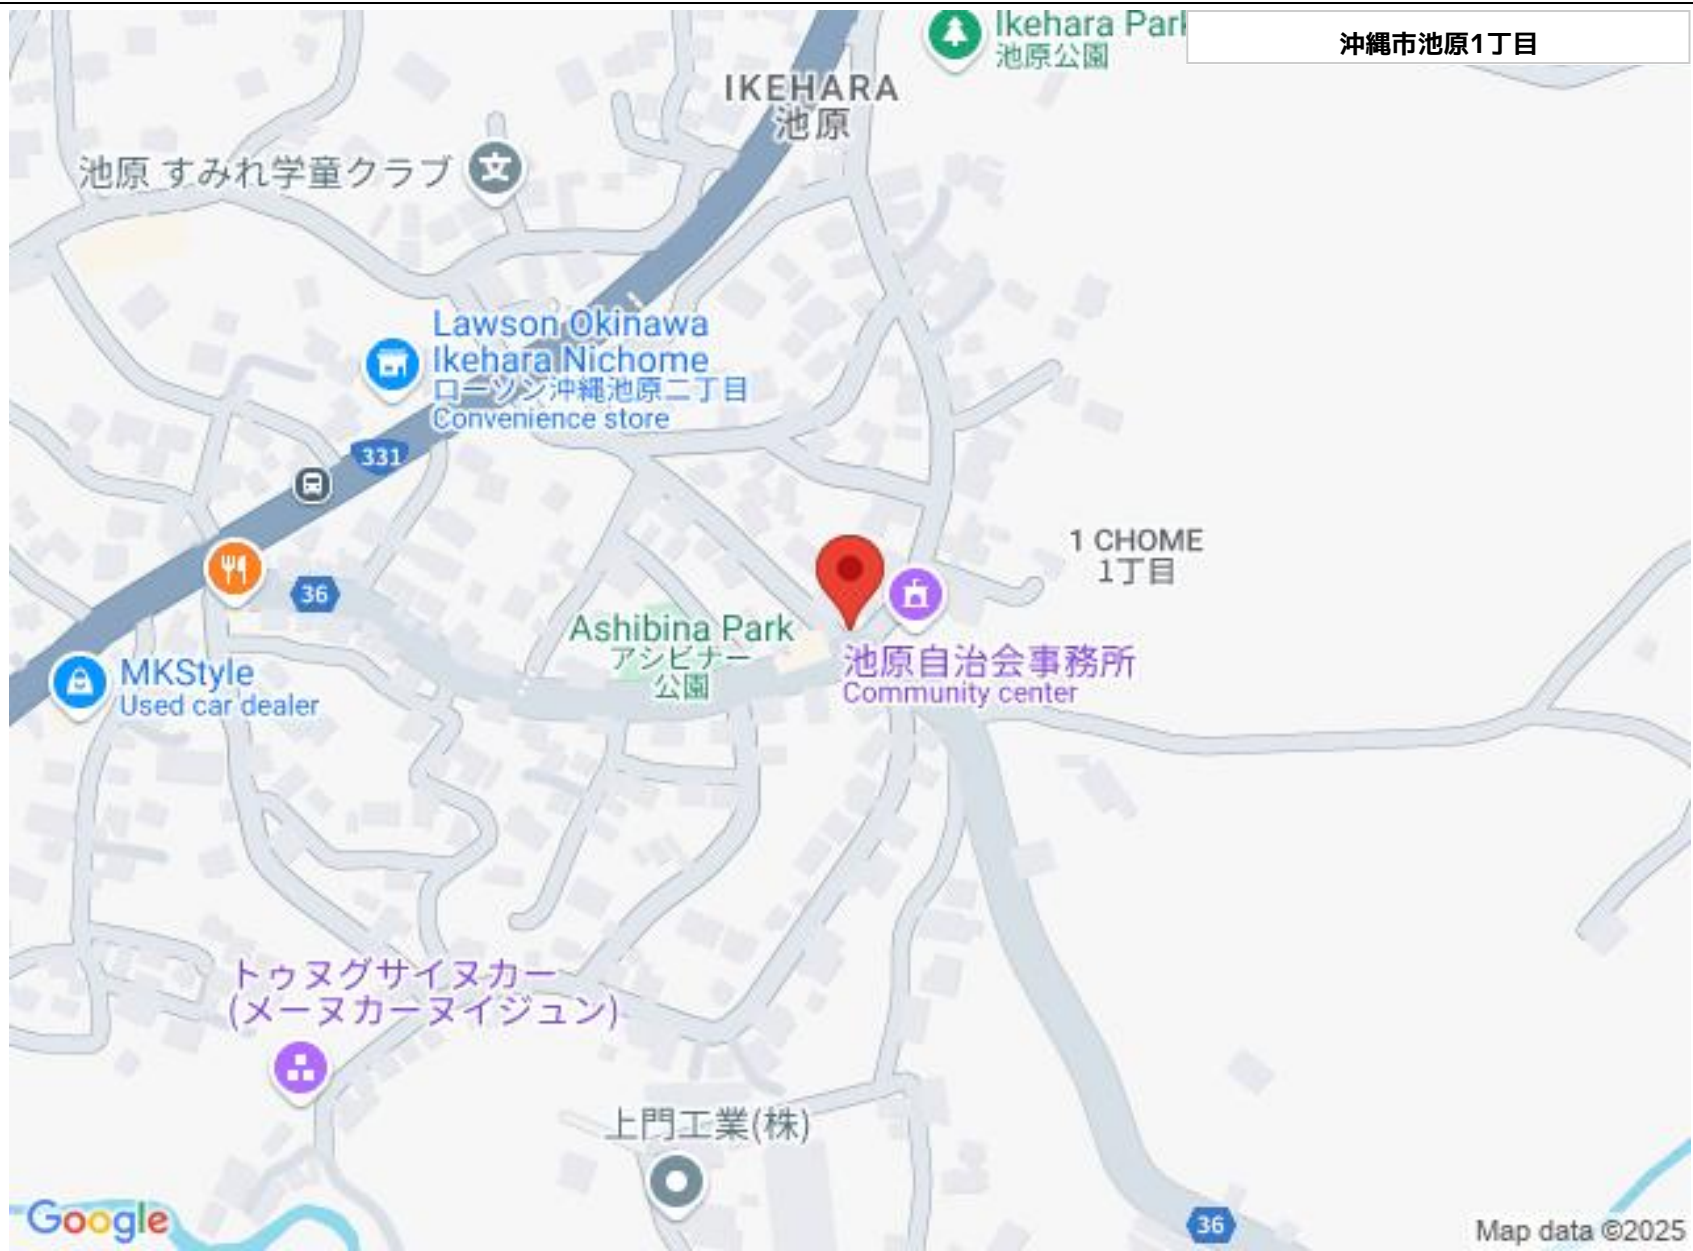 Ikehara Park
池原公園
沖縄市池原1丁目
IKEHARA
池原
池原 すみれ学童クラブ
Lawson Okinawa
Ikehara Nichome
ローソン沖縄池原二丁目
Convenience store
331
1 CHOME
1丁目
36
Ashibina Park
アシビナー
公園
池原自治会事務所
Community center
MKStyle
Used car dealer
トゥヌグサイヌカー
(メーヌカーヌイジュン)
上門工業(株)
36
Google
Map data ©2025